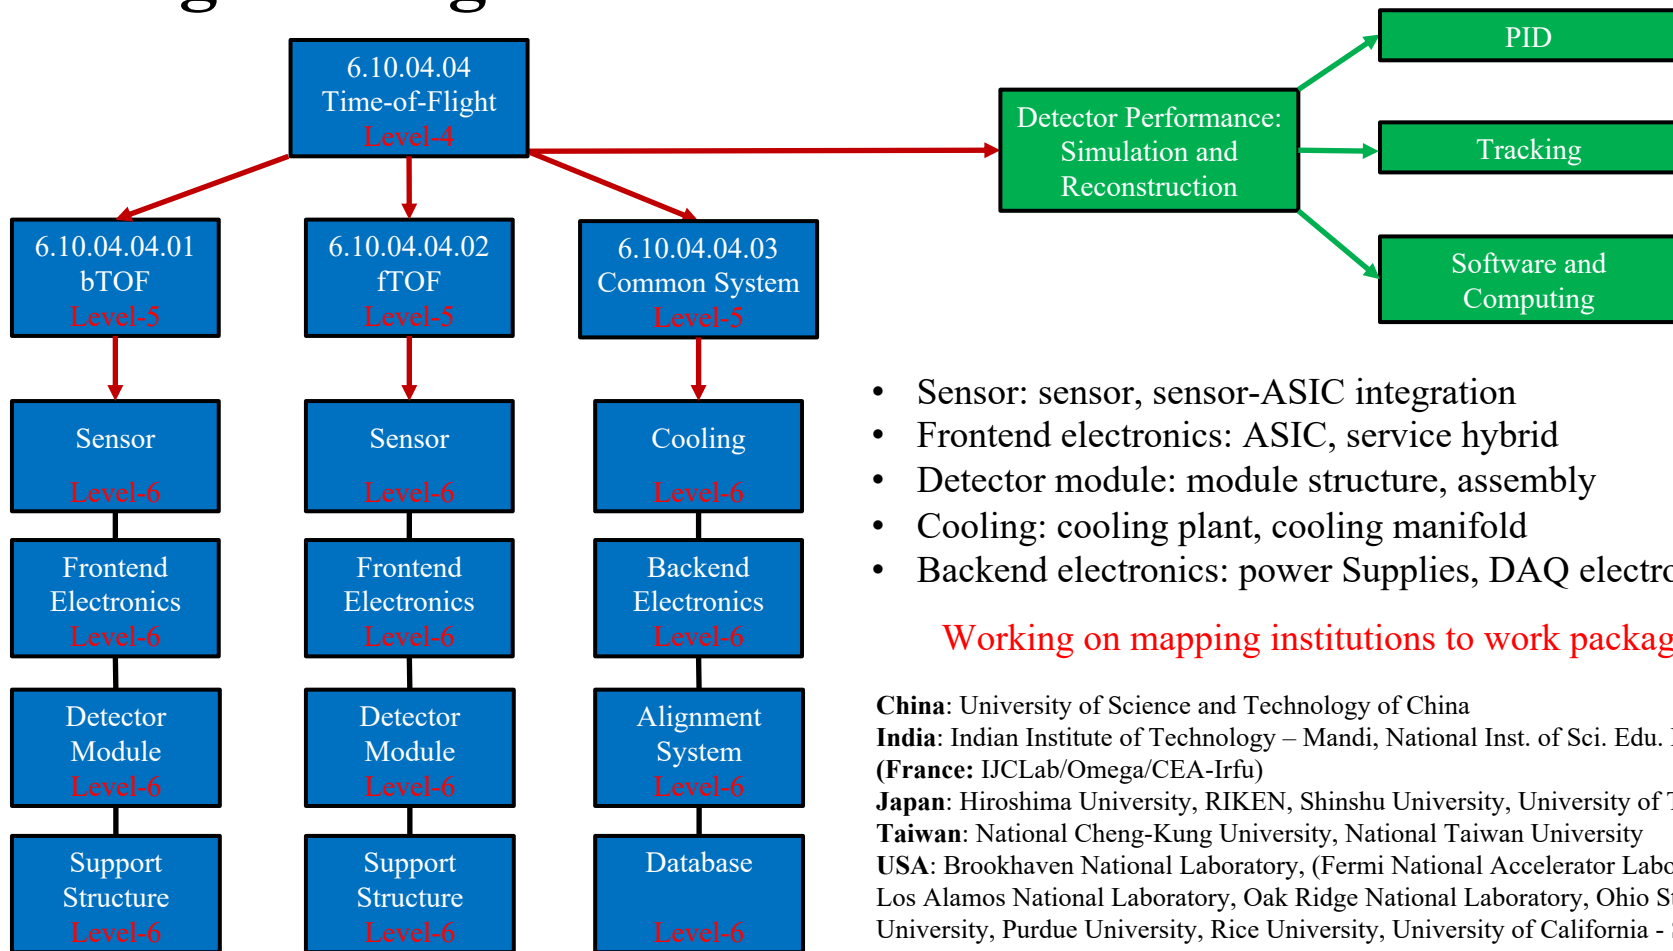 6.10.04.04
Time-of-Flight
Level-4
6.10.04.04.01
bTOF
Level-5
6.10.04.04.02
fTOF
Level-5
6.10.04.04.03
Common System
Level-5
Sensor
Level-6
Sensor
Level-6
Cooling
Level-6
Frontend
Electronics
Level-6
Frontend
Electronics
Level-6
Backend
Electronics
Level-6
Detector
Module
Level-6
Detector
Module
Level-6
Alignment
System
Level-6
Support
Structure
Level-6
Support
Structure
Level-6
Database
Level-6
Detector Performance:
Simulation and
Reconstruction
PID
Tracking
Software and
Computing
• Sensor: sensor, sensor-ASIC integration
• Frontend electronics: ASIC, service hybrid
• Detector module: module structure, assembly
• Cooling: cooling plant, cooling manifold
• Backend electronics: power Supplies, DAQ
Working on mapping institutions to work
China: University of Science and Technology of China
India: Indian Institute of Technology – Mandi, National Inst. of Sci. Edu.
(France: IJCLab/Omega/CEA-Irfu)
Japan: Hiroshima University, RIKEN, Shinshu University, University of
Taiwan: National Cheng-Kung University, National Taiwan University
USA: Brookhaven National Laboratory, (Fermi National Accelerator
Los Alamos National Laboratory, Oak Ridge National Laboratory, Ohio
University, Purdue University, Rice University, University of California -